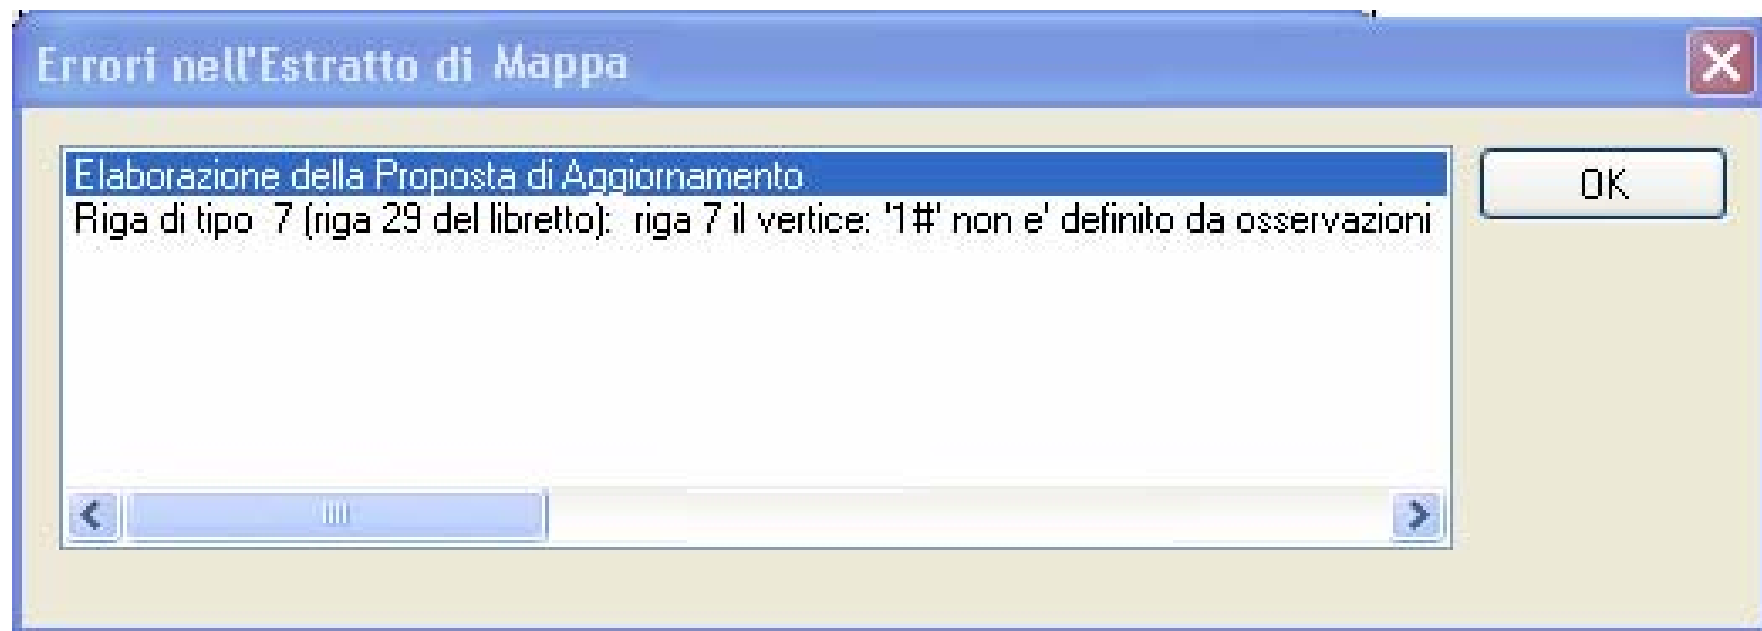 Errori nell'Estratto di Mappa
Elaborazione della Proposta di Aggiornamento
OK
Riga di tipo 7 (riga 29 del libretto): riga 7 il vertice: '1#' non e' definito da osservazioni